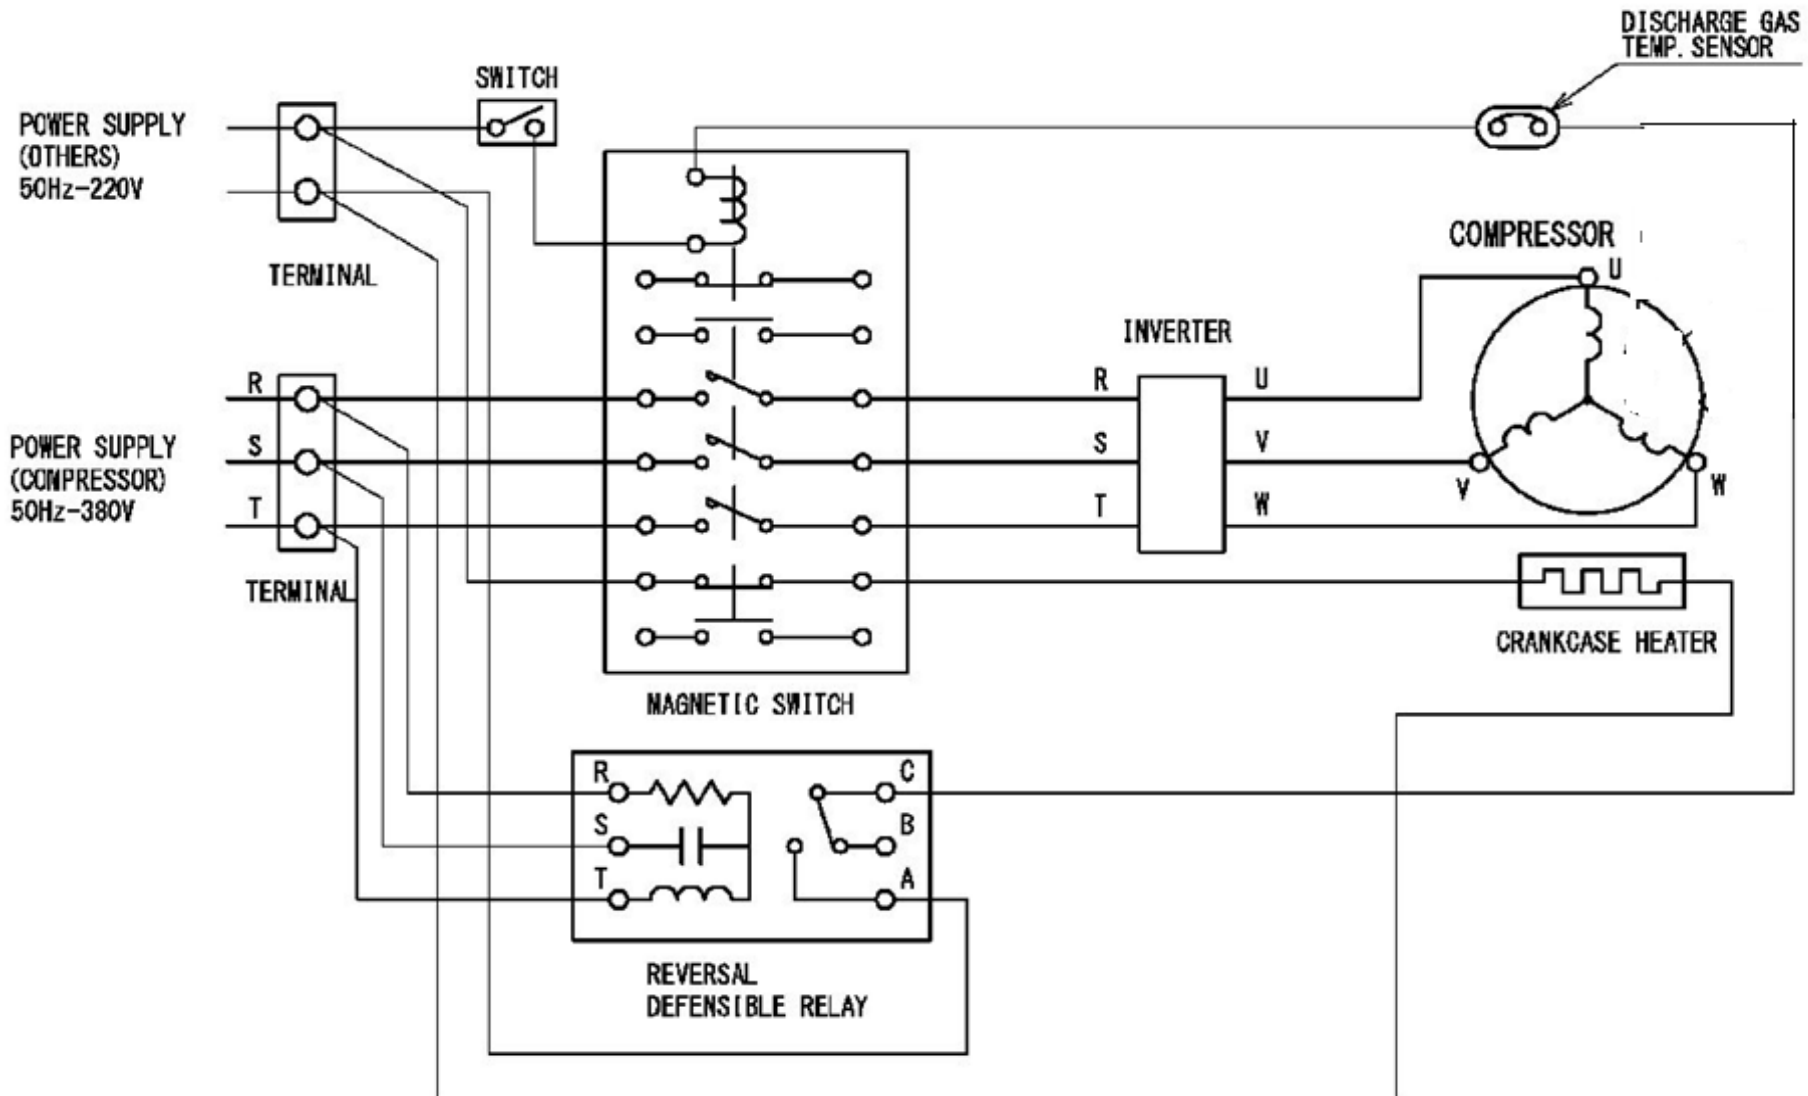 DISCHARGE GAS
TEMP. SENSOR
SWITCH
POWER SUPPLY
(OTHERS)
50Hz-220V
TERMINAL
COMPRESSOR
U
INVERTER
R
R
U
POWER SUPPLY
(COMPRESSOR)
50Hz-380V
S
S
V
V
W
T
T
W
TERMINAL
CRANKCASE HEATER
MAGNETIC SWITCH
R
C
S
B
T
A
REVERSAL
DEFENSIBLE RELAY